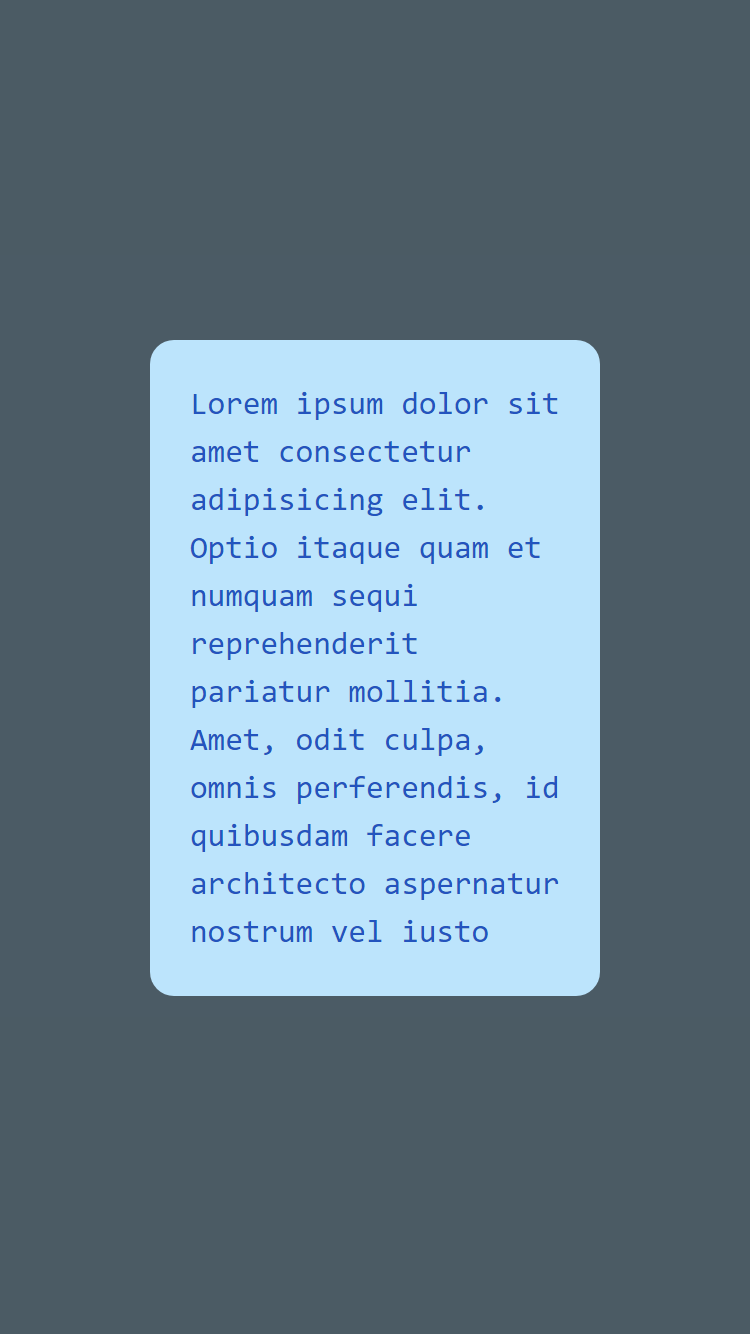 Lorem ipsum dolor sit
amet consectetur
adipisicing elit.
Optio itaque quam et
numquam sequi
reprehenderit
pariatur mollitia.
Amet, odit culpa,
omnis perferendis, id
quibusdam facere
architecto aspernatur
nostrum vel iusto